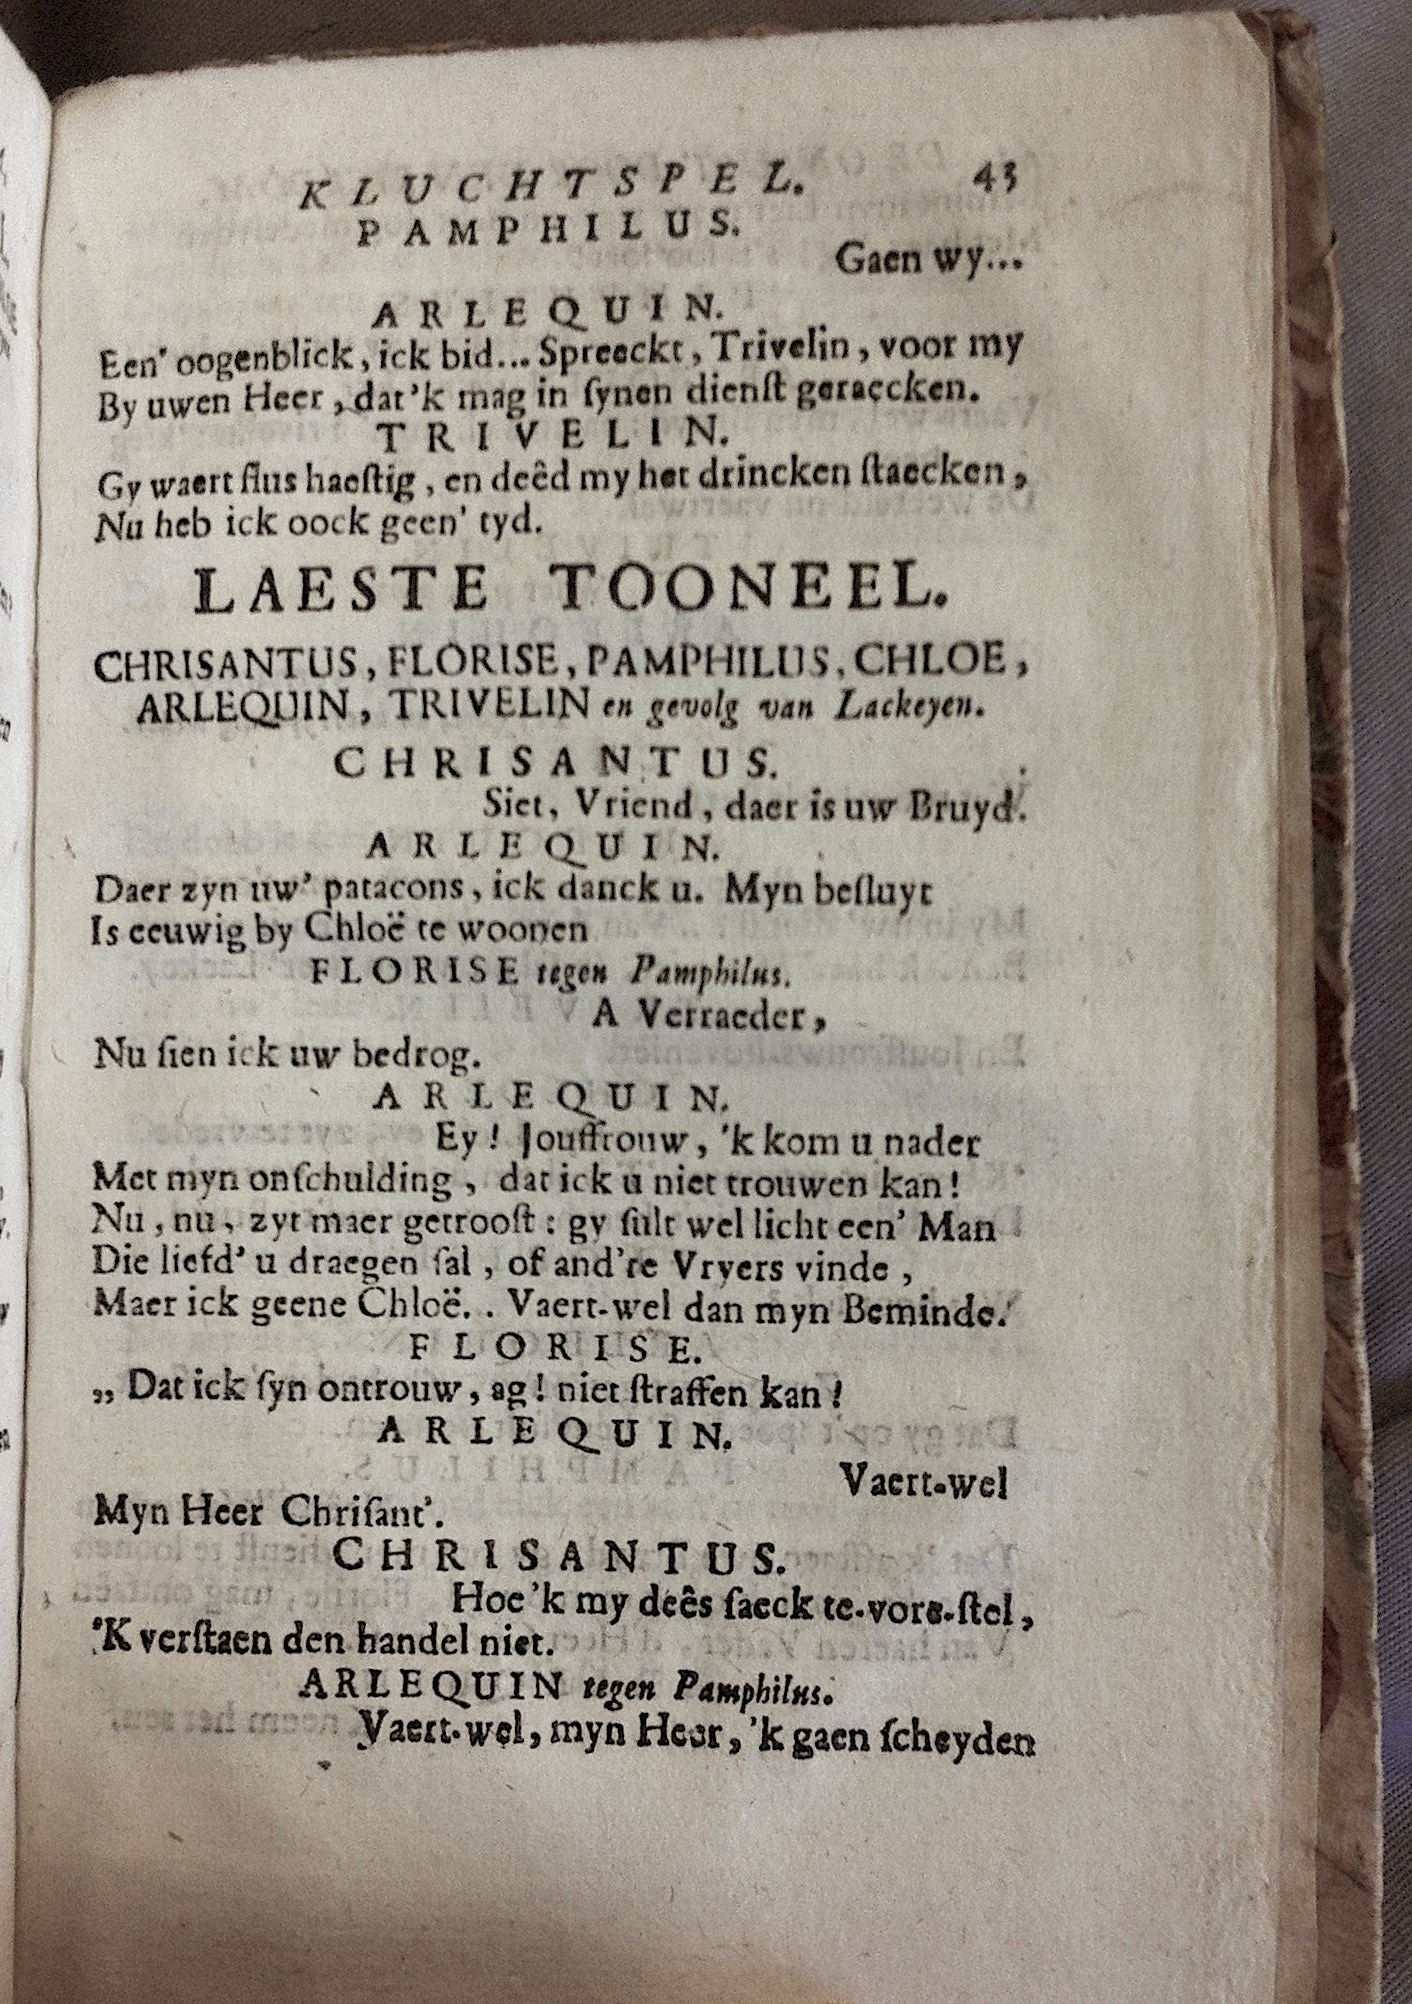 KLUCHTSPEL. 43
PAMPHILUS.
Gaen wy...
ARLEQUIN.
Een' oogenblick, ick bid... Spreeckt, Trivelin, voor my
By uwen Heer, dat'k mag in ſynen dienſt geraecken.
TRIVELIN.
Gy waert flus haeſtig, en deêd my het drincken ſtaecken,
Nu heb ick oock geen' tyd.
LAESTE TOONEEL.
CHRISANTUS, FLORISE, PAMPHILUS, CHLOE,
ARLEQUIN, TRIVELIN en gevolg van Lackeyen.
CHRISANTUS.
Siet, Vriend, daer is uw Bruyd.
ARLEQUIN.
Daer zyn uw' patacons, ick danck u. Myn beſluyt
Is eeuwig by Chloë te woonen
FLORISE tegen Pamphilus.
A Verraeder,
Nu ſien ick uw bedrog.
ARLEQUIN.
Ey! Jouffrouw, 'k kom u nader
Met myn onſchulding, dat ick u niet trouwen kan!
Nu, nu, zyt maer getrooſt: gy ſult wel licht een' Man
Die liefd' u draegen ſal, of and're Vryers vinde,
Maer ick geene Chloë.. Vaert-wel dan myn Beminde.
FLORISE.
„ Dat ick ſyn ontrouw, ag! niet ſtraffen kan!
ARLEQUIN.
Vaert-wel
Myn Heer Chriſant'.
CHRISANTUS.
Hoe 'k my deês ſaeck te-vore-ſtel,
'K verſtaen den handel niet.
ARLEQUIN tegen Pamphilus.
Vaert-wel, myn Heer, 'k gaen ſcheyden